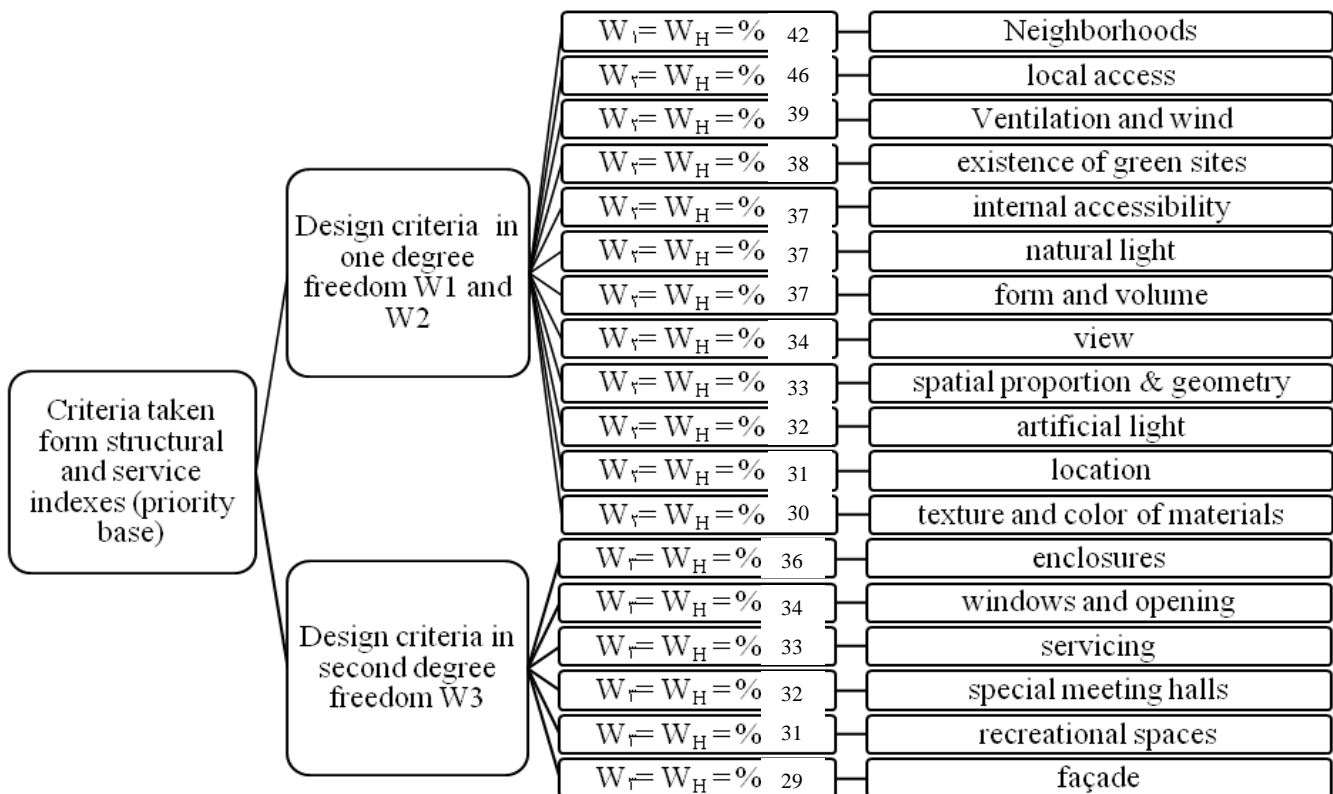 Criteria taken
form structural
and service
indexes (priority
base)
Design criteria in
one degree
freedom W1 and
W2
W۱= WH=% 42 Neighborhoods
W۲= WH=% 46 local access
W۲= WH=% 39 Ventilation and wind
W۲= WH=% 38 existence of green sites
W۲= WH=% 37 internal accessibility
W۲= WH=% 37 natural light
W۲= WH=% 37 form and volume
W۲= WH=% 34 view
W۲= WH=% 33 spatial proportion & geometry
W۲= WH=% 32 artificial light
W۲= WH=% 31 location
W۲= WH=% 30 texture and color of materials
Design criteria in
second degree
freedom W3
W۳= WH=% 36 enclosures
W۳= WH=% 34 windows and opening
W۳= WH=% 33 servicing
W۳= WH=% 32 special meeting halls
W۳= WH=% 31 recreational spaces
W۳= WH=% 29 façade